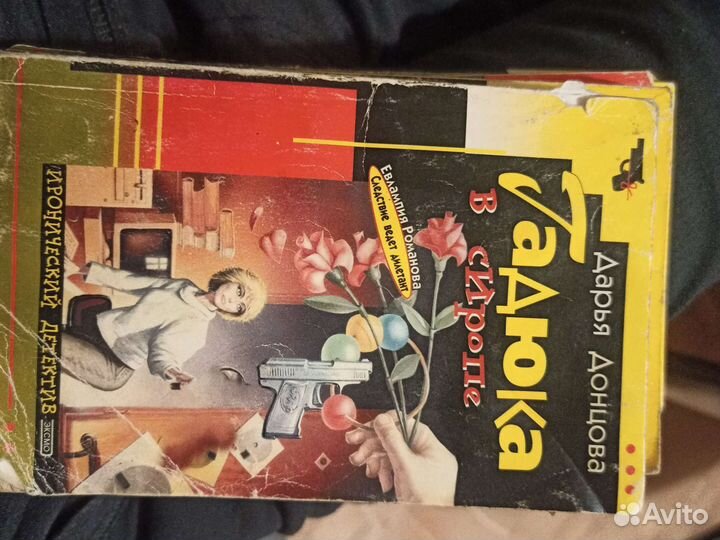 Дарья Донцова
Гадюка
в сиропе
Евлампия Романова
Следствие ведет дилетант
ИРОНИЧЕСКИЙ ДЕТЕКТИВ
ЭКСМО
Avito